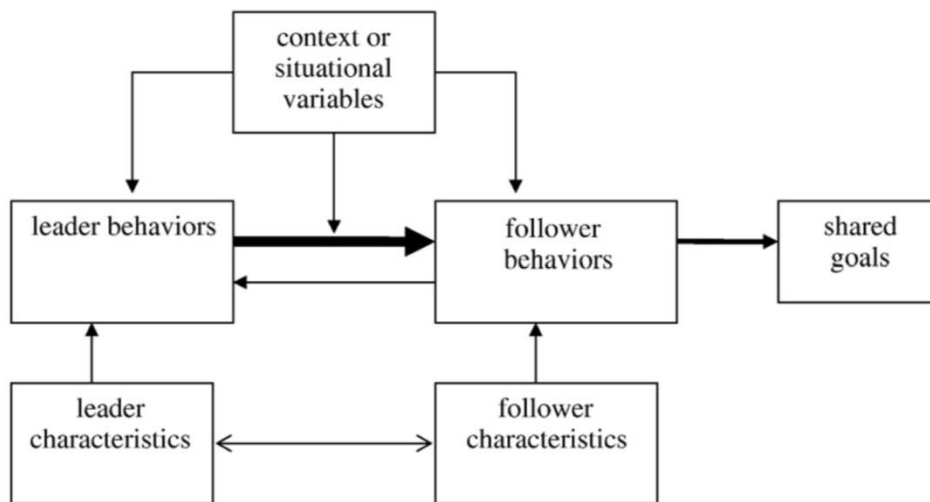 context or
situational
variables
leader behaviors
follower
behaviors
shared
goals
leader
characteristics
follower
characteristics